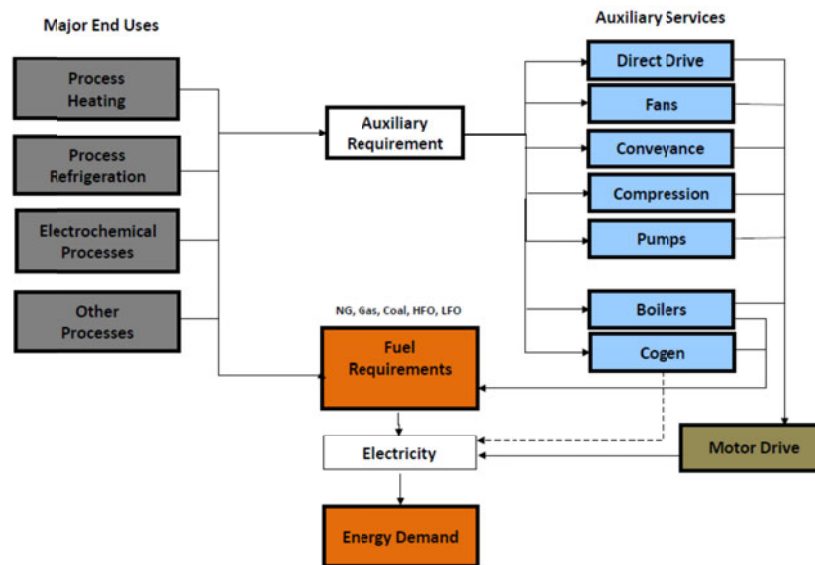 Major End Uses
Process
Heating
Process
Refrigeration
Electrochemical
Processes
Other
Processes
Auxiliary
Requirement
NG, Gas, Coal, HFO, LFO
Fuel
Requirements
Electricity
Energy Demand
Auxiliary Services
Direct Drive
Fans
Conveyance
Compression
Pumps
Boilers
Cogen
Motor Drive